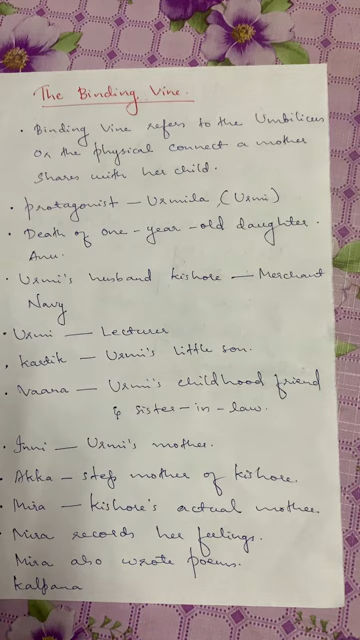 The Binding Vine.
• Binding Vine refers to the Umbilicus
or the physical connect a mother
shares with her child.
• protagonist — Urmila (Urmi)
• Death of one-year-old daughter.
Anu.
• Urmi's husband kishore — Merchant
Navy
• Urmi — Lecturer
• kartik — Urmi's little son.
• Vaana — Urmi's childhood friend
& sister-in-law.
• Inni — Urmi's mother.
• Akka — step mother of kishore.
• Mira — kishore's actual mother.
• Mira records her feelings.
Mira also wrote poems.
Kalpana